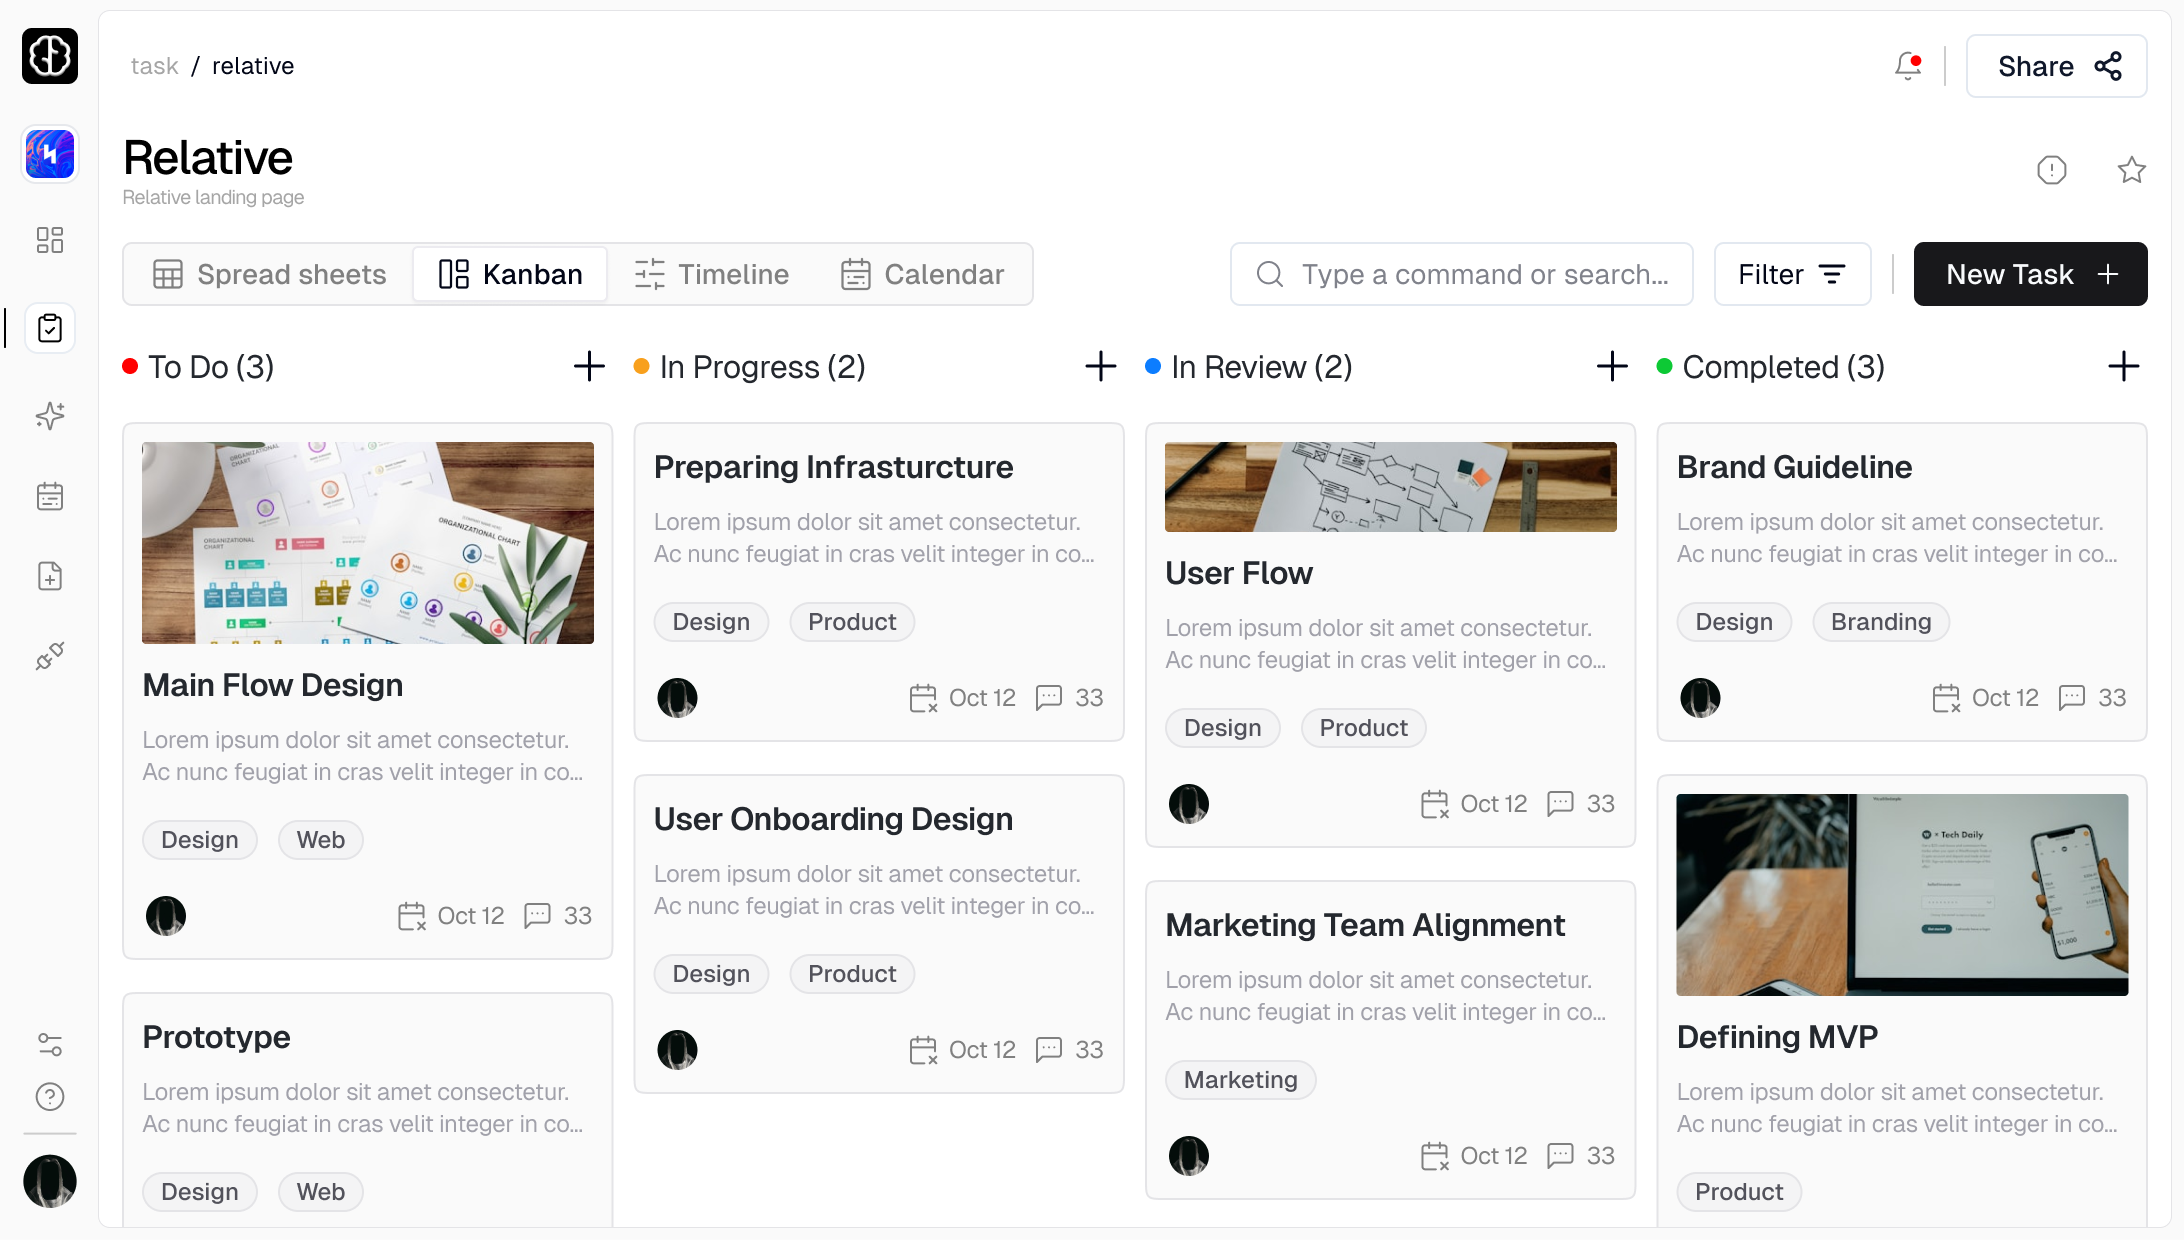 task / relative
Share
Relative
Relative landing page
Spread sheets
Kanban
Timeline
Calendar
Type a command or search...
Filter
New Task
To Do (3)
ORGANIZATIONAL
CHART
ORGANIZATIONAL CHART
ORGANIZATIONAL
CHART
Main Flow Design
Lorem ipsum dolor sit amet consectetur.
Ac nunc feugiat in cras velit integer in co...
Design
Web
Oct 12
33
Prototype
Lorem ipsum dolor sit amet consectetur.
Ac nunc feugiat in cras velit integer in co...
Design
Web
In Progress (2)
Preparing Infrasturcture
Lorem ipsum dolor sit amet consectetur.
Ac nunc feugiat in cras velit integer in co...
Design
Product
Oct 12
33
User Onboarding Design
Lorem ipsum dolor sit amet consectetur.
Ac nunc feugiat in cras velit integer in co...
Design
Product
Oct 12
33
In Review (2)
User Flow
Lorem ipsum dolor sit amet consectetur.
Ac nunc feugiat in cras velit integer in co...
Design
Product
Oct 12
33
Marketing Team Alignment
Lorem ipsum dolor sit amet consectetur.
Ac nunc feugiat in cras velit integer in co...
Marketing
Oct 12
33
Completed (3)
Brand Guideline
Lorem ipsum dolor sit amet consectetur.
Ac nunc feugiat in cras velit integer in co...
Design
Branding
Oct 12
33
× Tech Daily
$1,000
Defining MVP
Lorem ipsum dolor sit amet consectetur.
Ac nunc feugiat in cras velit integer in co...
Product